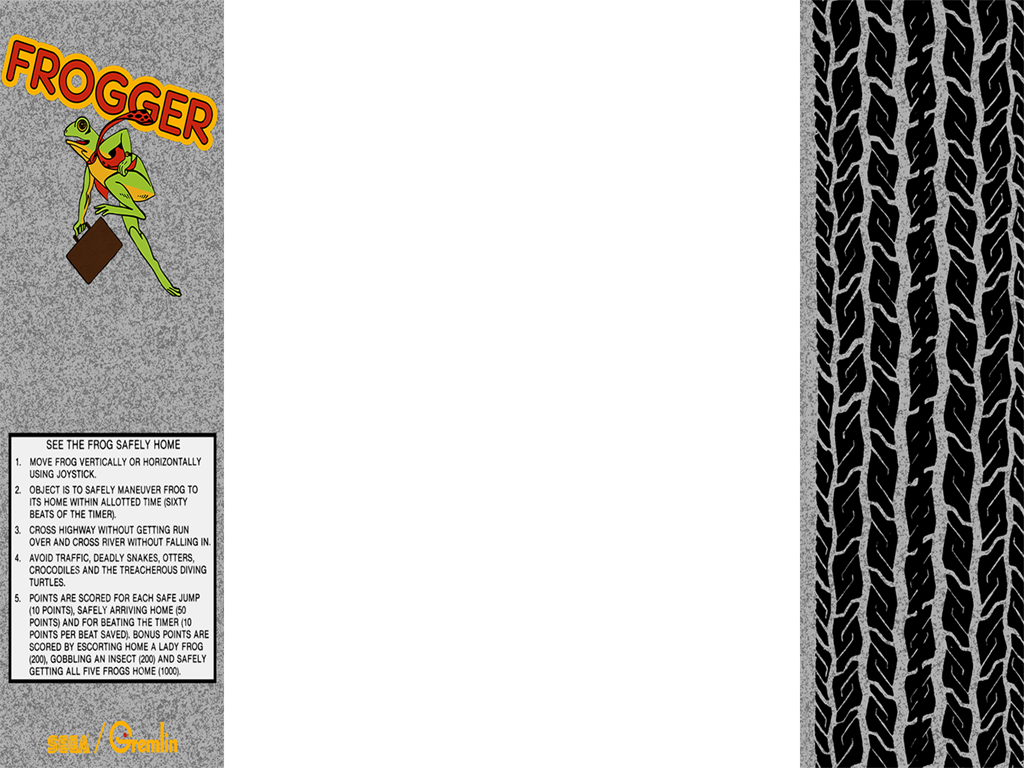 FROGGER
SEE THE FROG SAFELY HOME
1. MOVE FROG VERTICALLY OR HORIZONTALLY
USING JOYSTICK.
2. OBJECT IS TO SAFELY MANEUVER FROG TO
ITS HOME WITHIN ALLOTTED TIME (SIXTY
BEATS OF THE TIMER).
3. CROSS HIGHWAY WITHOUT GETTING RUN
OVER AND CROSS RIVER WITHOUT FALLING IN.
4. AVOID TRAFFIC, DEADLY SNAKES, OTTERS,
CROCODILES AND THE TREACHEROUS DIVING
TURTLES.
5. POINTS ARE SCORED FOR EACH SAFE JUMP
(10 POINTS), SAFELY ARRIVING HOME (50
POINTS) AND FOR BEATING THE TIMER (10
POINTS PER BEAT SAVED). BONUS POINTS ARE
SCORED BY ESCORTING HOME A LADY FROG
(200), GOBBLING AN INSECT (200) AND SAFELY
GETTING ALL FIVE FROGS HOME (1000).
SEGA / Gremlin